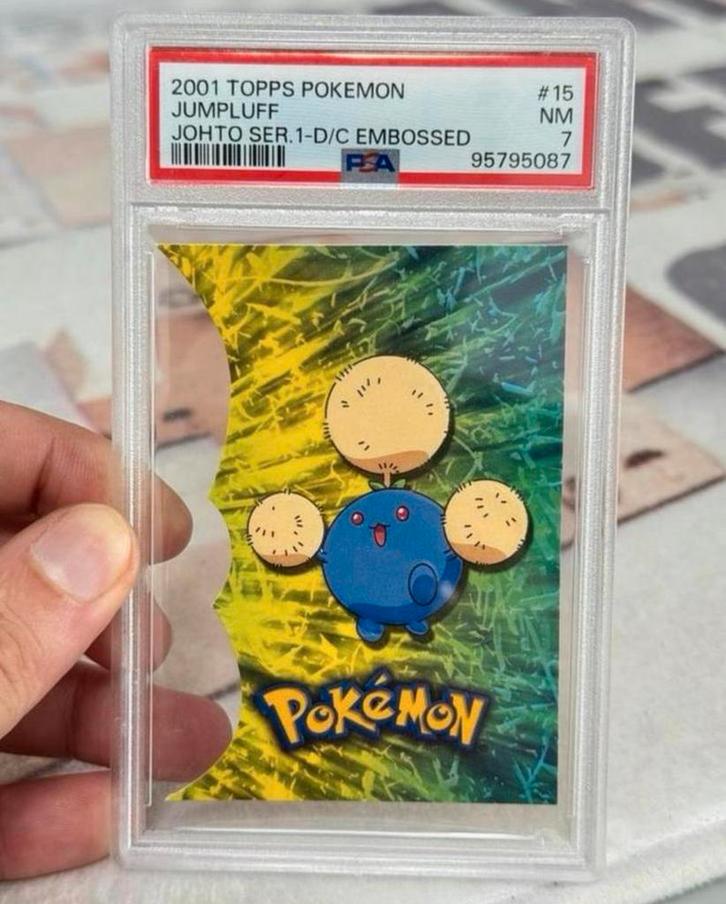 2001 TOPPS POKEMON #15
JUMPLUFF NM
JOHTO SER.1-D/C EMBOSSED 7
PSA 95795087
POKéMON